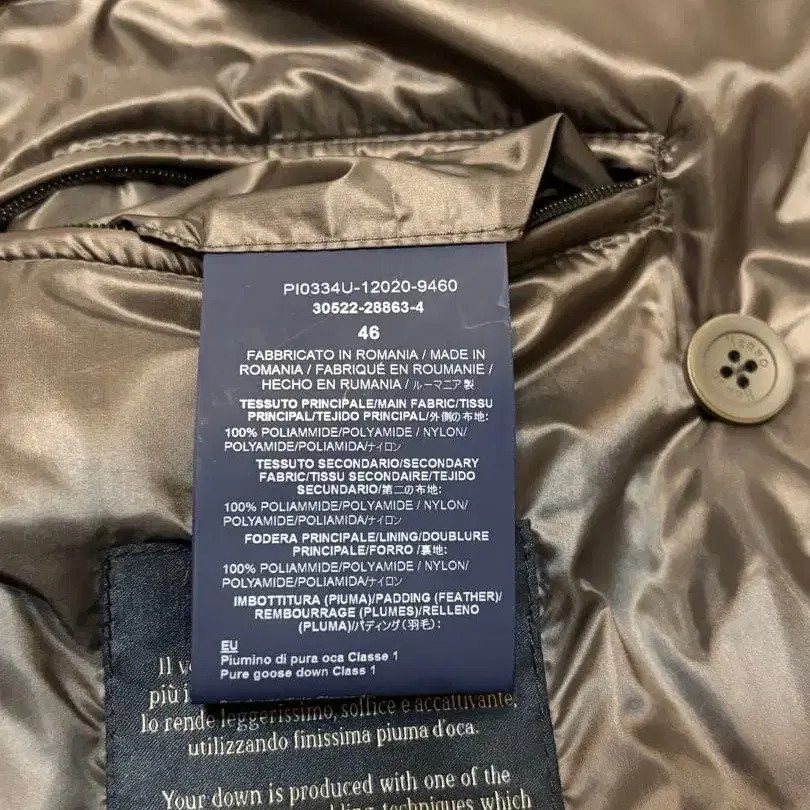 PI0334U-12020-9460
30522-28863-4
46
FABBRICATO IN ROMANIA / MADE IN
ROMANIA / FABRIQUÉ EN ROUMANIE /
HECHO EN RUMANIA / ルーマニア製
TESSUTO PRINCIPALE/MAIN FABRIC/TISSU
PRINCIPAL/TEJIDO PRINCIPAL/外側の布地:
100% POLIAMMIDE/POLYAMIDE / NYLON/
POLYAMIDE/POLIAMIDA/ナイロン
TESSUTO SECONDARIO/SECONDARY
FABRIC/TISSU SECONDAIRE/TEJIDO
SECUNDARIO/第二の布地:
100% POLIAMMIDE/POLYAMIDE / NYLON/
POLYAMIDE/POLIAMIDA/ナイロン
FODERA PRINCIPALE/LINING/DOUBLURE
PRINCIPALE/FORRO /裏地:
100% POLIAMMIDE/POLYAMIDE / NYLON/
POLYAMIDE/POLIAMIDA/ナイロン
IMBOTTITURA (PIUMA)/PADDING (FEATHER)/
REMBOURRAGE (PLUMES)/RELLENO
(PLUMA)/パディング(羽毛):
EU
Piumino di pura oca Classe 1
Pure goose down Class 1
Il
più
lo rende leggerissimo, soffice e accattivante,
utilizzando finissima piuma d'oca.
Your down is produced with one of the
techniques which